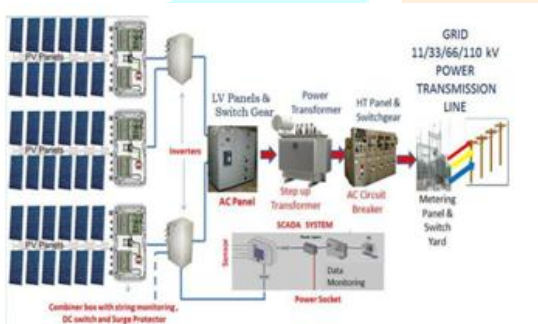 PV Panels
PV Panels
PV Panels
Inverters
LV Panels &
Switch Gear
AC Panel
Power
Transformer
Step up
Transformer
HT Panel &
Switchgear
AC Circuit
Breaker
GRID
11/33/66/110 kV
POWER
TRANSMISSION
LINE
Metering
Panel &
Switch
Yard
SCADA SYSTEM
Sensor
Data
Monitoring
Power Socket
Combiner box with string monitoring,
DC switch and Surge Protector